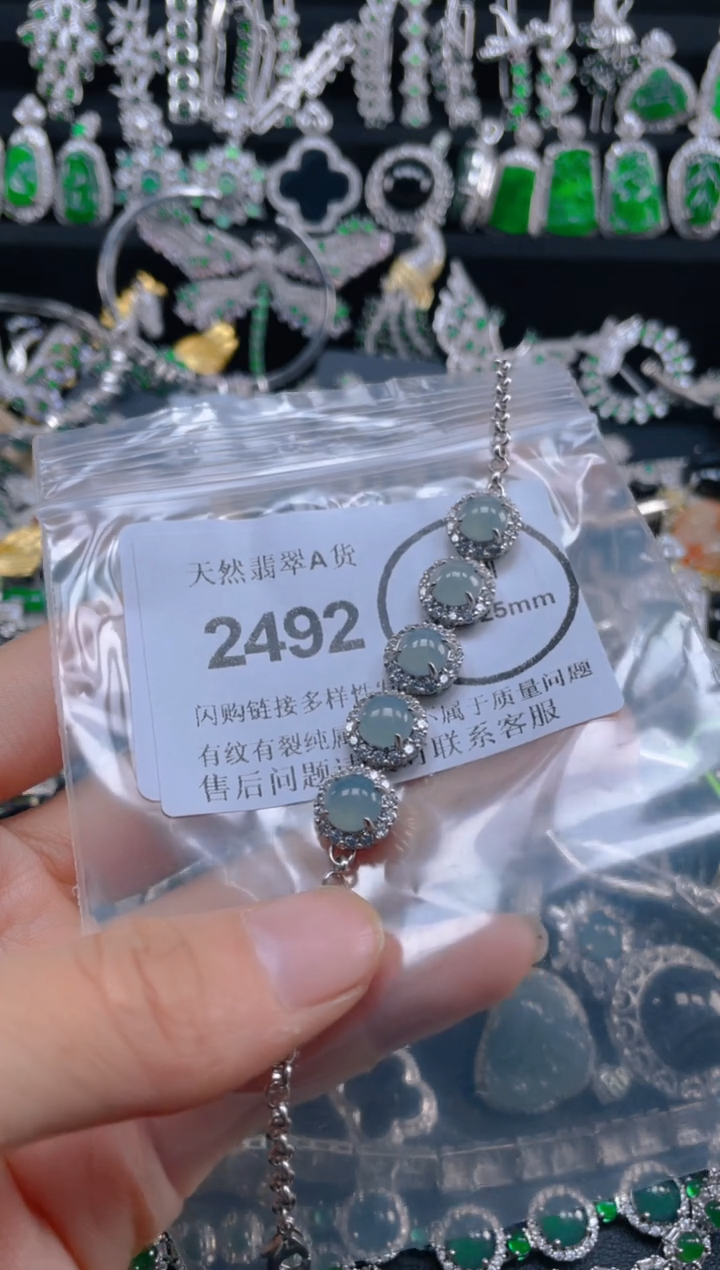 天然翡翠A货
2492
25mm
闪购链接多样性 属于质量问题
有纹有裂纯属 联系客服
售后问题